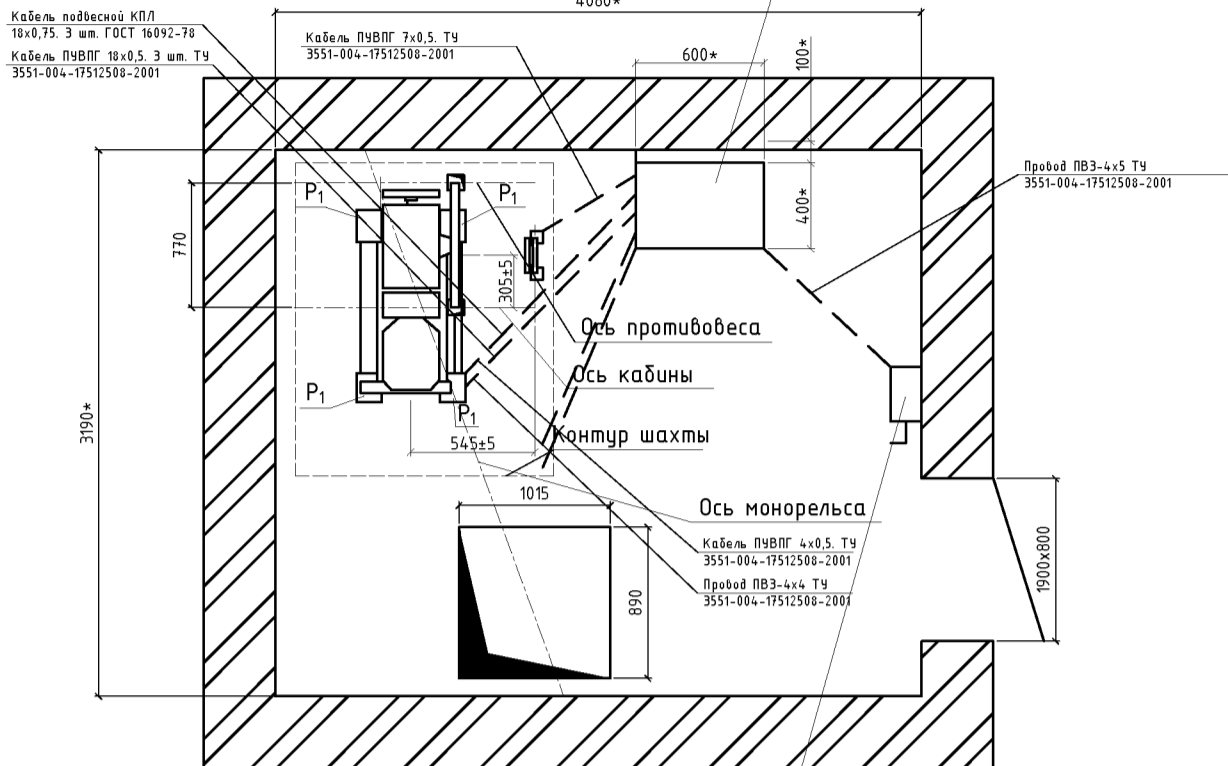 4080*
Кабель подвесной КПЛ
18х0,75. 3 шт. ГОСТ 16092-78
Кабель ПУВПГ 18х0,5. 3 шт. ТУ
3551-004-17512508-2001
Кабель ПУВПГ 7х0,5. ТУ
3551-004-17512508-2001
600*
100*
400*
Провод ПВ3-4х5 ТУ
3551-004-17512508-2001
P1
P1
770
305±5
Ось противовеса
Ось кабины
P1
P1
3190*
545±5
Контур шахты
1015
Ось монорельса
Кабель ПУВПГ 4х0,5. ТУ
3551-004-17512508-2001
Провод ПВ3-4х4 ТУ
3551-004-17512508-2001
890
1900х800